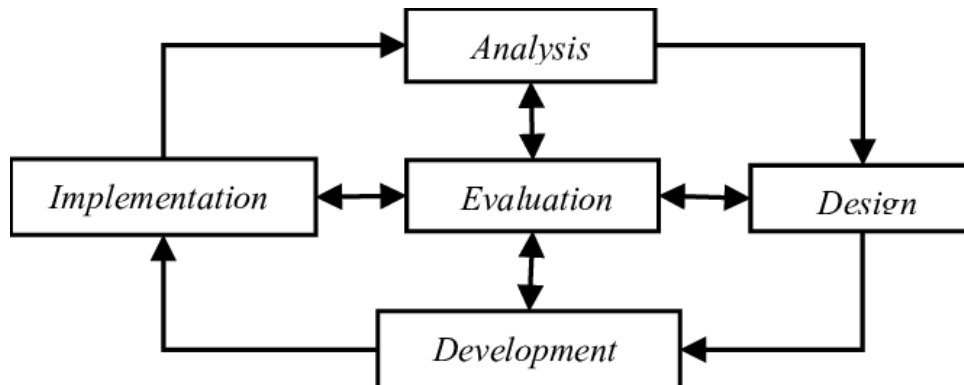 Analysis
Implementation
Evaluation
Design
Development